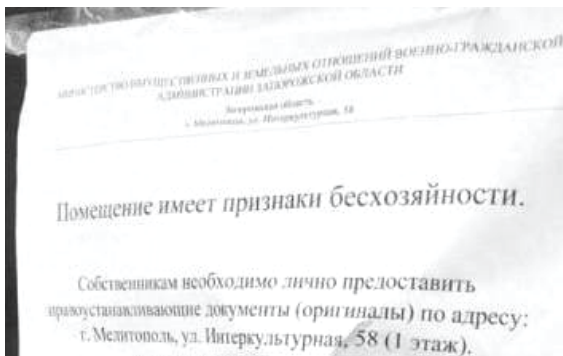 МИНИСТЕРСТВО ИМУЩЕСТВЕННЫХ И ЗЕМЕЛЬНЫХ ОТНОШЕНИЙ ВОЕННО-ГРАЖДАНСКОЙ
АДМИНИСТРАЦИИ ЗАПОРОЖСКОЙ ОБЛАСТИ
Запорожская область
г. Мелитополь, ул. Интеркультурная, 58
Помещение имеет признаки бесхозяйности.
Собственникам необходимо лично предоставить
правоустанавливающие документы (оригиналы) по адресу:
г. Мелитополь, ул. Интеркультурная, 58 (1 этаж).